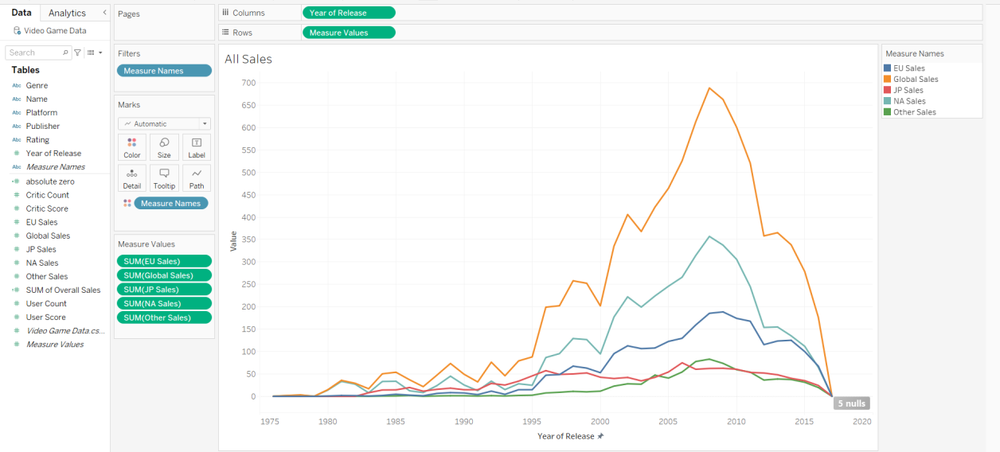 Data
Analytics
Video Game Data
Search
Tables
Abc Genre
Abc Name
Abc Platform
Abc Publisher
Abc Rating
# Year of Release
Abc Measure Names
=# absolute zero
# Critic Count
# Critic Score
# EU Sales
# Global Sales
# JP Sales
# NA Sales
# Other Sales
=# SUM of Overall Sales
# User Count
# User Score
# Video Game Data.cs...
# Measure Values
Pages
Filters
Measure Names
Marks
Automatic
Color Size Label
Detail Tooltip Path
Measure Names
Measure Values
SUM(EU Sales)
SUM(Global Sales)
SUM(JP Sales)
SUM(NA Sales)
SUM(Other Sales)
Columns Year of Release
Rows Measure Values
All Sales
Value
700
650
600
550
500
450
400
350
300
250
200
150
100
50
0
5 nulls
1975 1980 1985 1990 1995 2000 2005 2010 2015 2020
Year of Release
Measure Names
EU Sales
Global Sales
JP Sales
NA Sales
Other Sales